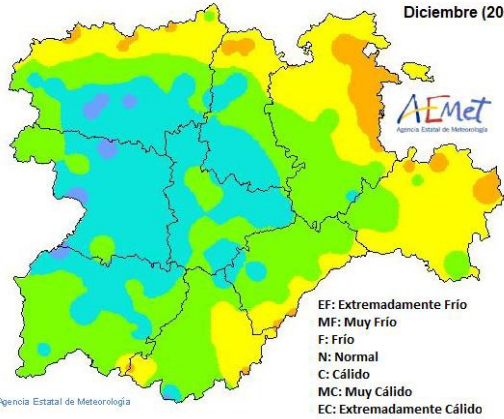 Diciembre (20
AEMet
Agencia Estatal de Meteorología
EF: Extremadamente Frío
MF: Muy Frío
F: Frío
N: Normal
C: Cálido
MC: Muy Cálido
EC: Extremadamente Cálido
Agencia Estatal de Meteorología